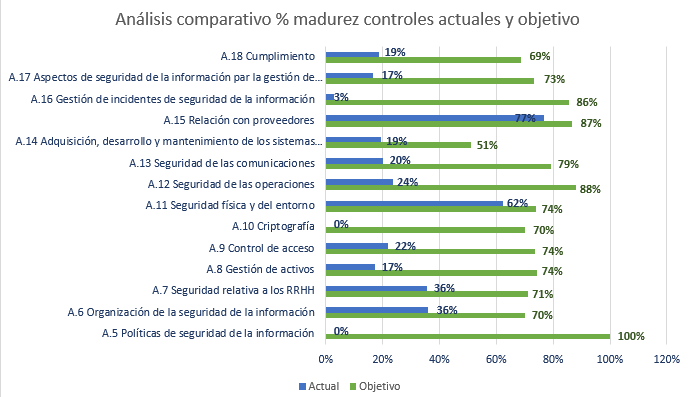 Análisis comparativo % madurez controles actuales y objetivo
A.18 Cumplimiento 19% 69%
A.17 Aspectos de seguridad de la información par la gestión de... 17% 73%
A.16 Gestión de incidentes de seguridad de la información 3% 86%
A.15 Relación con proveedores 77% 87%
A.14 Adquisición, desarrollo y mantenimiento de los sistemas... 19% 51%
A.13 Seguridad de las comunicaciones 20% 79%
A.12 Seguridad de las operaciones 24% 88%
A.11 Seguridad física y del entorno 62% 74%
A.10 Criptografía 0% 70%
A.9 Control de acceso 22% 74%
A.8 Gestión de activos 17% 74%
A.7 Seguridad relativa a los RRHH 36% 71%
A.6 Organización de la seguridad de la información 36% 70%
A.5 Políticas de seguridad de la información 0% 100%
0% 20% 40% 60% 80% 100% 120%
Actual Objetivo